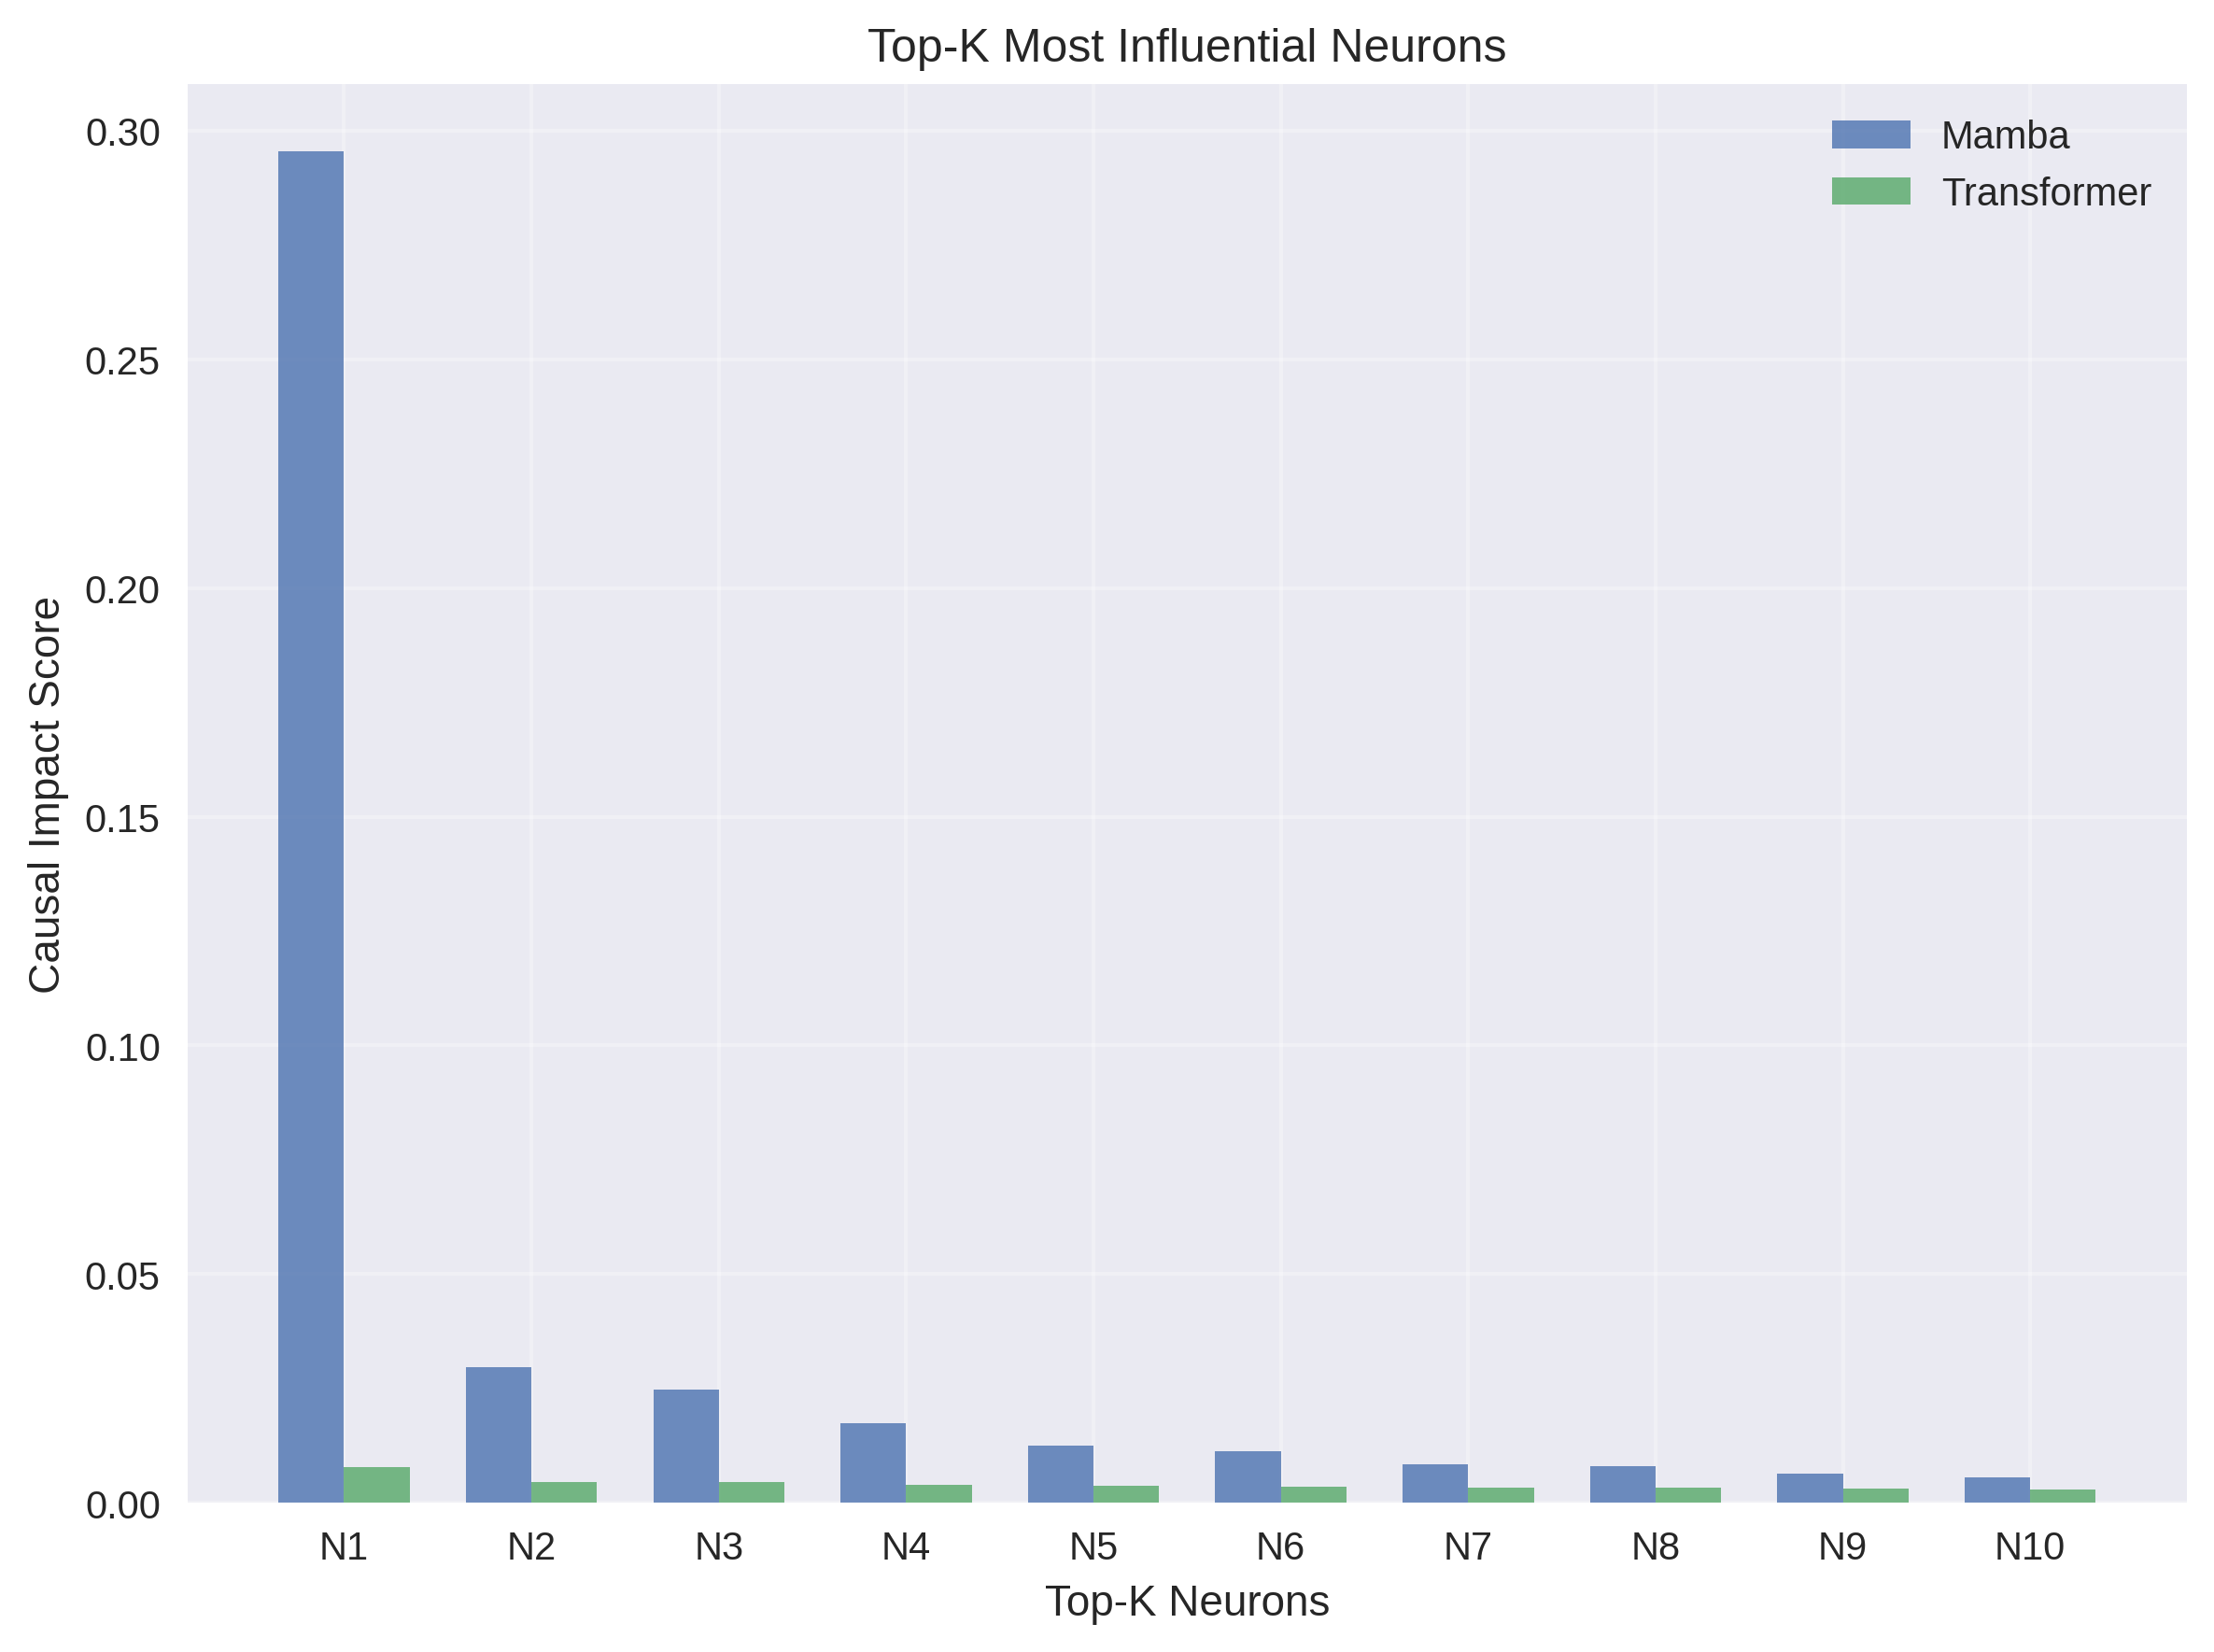 Top-K Most Influential Neurons
Mamba
Transformer
Causal Impact Score
0.30
0.25
0.20
0.15
0.10
0.05
0.00
N1 N2 N3 N4 N5 N6 N7 N8 N9 N10
Top-K Neurons